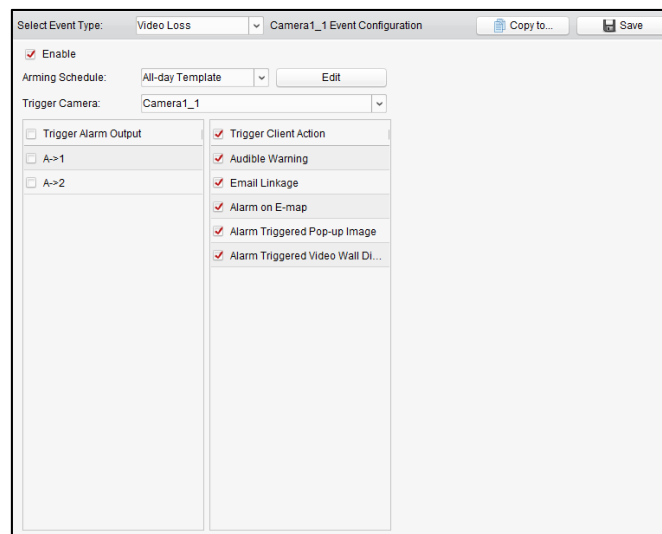 Select Event Type: Video Loss Camera1_1 Event Configuration Copy to... Save
Enable
Arming Schedule: All-day Template Edit
Trigger Camera: Camera1_1
Trigger Alarm Output Trigger Client Action
A->1 Audible Warning
A->2 Email Linkage
Alarm on E-map
Alarm Triggered Pop-up Image
Alarm Triggered Video Wall Di...